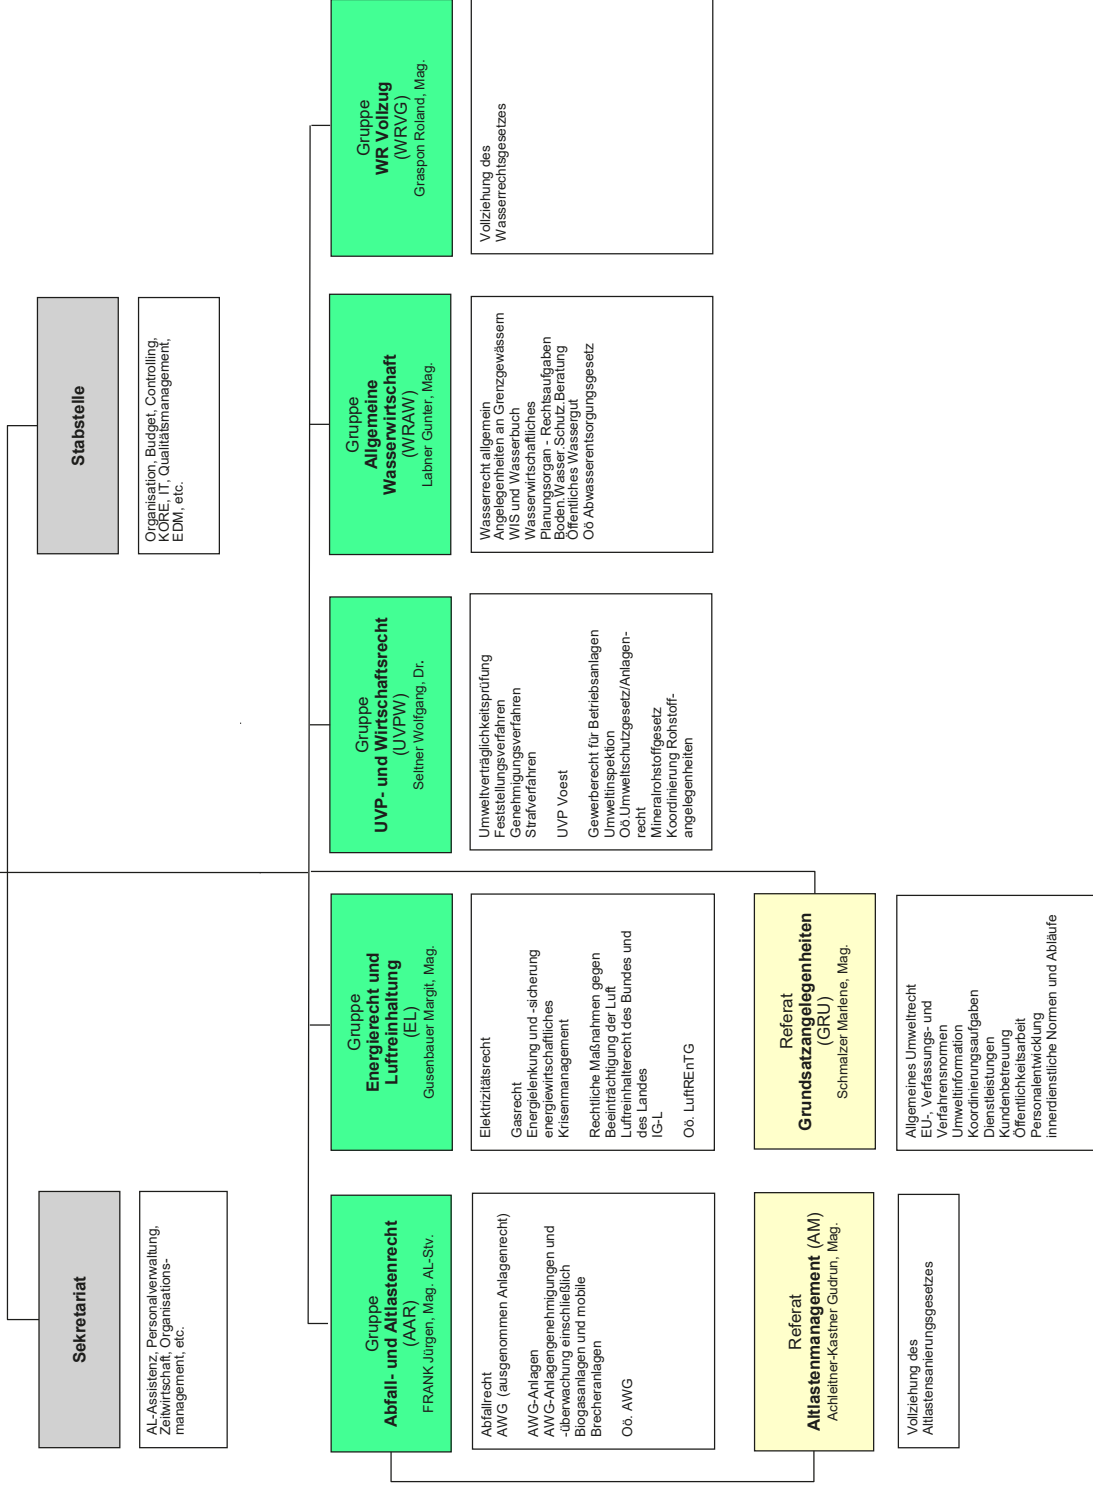 Sekretariat
AL-Assistenz, Personalverwaltung,
Zeitwirtschaft, Organisations-
management, etc.
Stabstelle
Organisation, Budget, Controlling,
KORE, IT, Qualitätsmanagement,
EDM, etc.
Gruppe
Abfall- und Altlastenrecht
(AAR)
FRANK Jürgen, Mag. AL-Stv.
Abfallrecht
AWG (ausgenommen Anlagenrecht)
AWG-Anlagen
AWG-Anlagengenehmigungen und
-überwachung einschließlich
Biogasanlagen und mobile
Brecheranlagen
Oö. AWG
Gruppe
Energierecht und
Luftreinhaltung
(EL)
Gusenbauer Margit, Mag.
Elektrizitätsrecht
Gasrecht
Energielenkung und -sicherung
energiewirtschaftliches
Krisenmanagement
Rechtliche Maßnahmen gegen
Beeinträchtigung der Luft
Luftreinhalterecht des Bundes und
des Landes
IG-L
Oö. LuftREnTG
Gruppe
UVP- und Wirtschaftsrecht
(UVPW)
Seltner Wolfgang, Dr.
Umweltverträglichkeitsprüfung
Feststellungsverfahren
Genehmigungsverfahren
Strafverfahren
UVP Voest
Gewerberecht für Betriebsanlagen
Umweltinspektion
Oö.Umweltschutzgesetz/Anlagen-
recht
Mineralrohstoffgesetz
Koordinierung Rohstoff-
angelegenheiten
Gruppe
Allgemeine
Wasserwirtschaft
(WRAW)
Labner Gunter, Mag.
Wasserrecht allgemein
Angelegenheiten an Grenzgewässern
WIS und Wasserbuch
Wasserwirtschaftliches
Planungsorgan - Rechtsaufgaben
Boden.Wasser.Schutz.Beratung
Öffentliches Wassergut
Oö Abwasserentsorgungsgesetz
Gruppe
WR Vollzug
(WRVG)
Graspon Roland, Mag.
Vollziehung des
Wasserrechtsgesetzes
Referat
Altlastenmanagement (AM)
Achleitner-Kastner Gudrun, Mag.
Vollziehung des
Altlastensanierungsgesetzes
Referat
Grundsatzangelegenheiten
(GRU)
Schmalzer Marlene, Mag.
Allgemeines Umweltrecht
EU-, Verfassungs- und
Verfahrensnormen
Umweltinformation
Koordinierungsaufgaben
Dienstleistungen
Kundenbetreuung
Öffentlichkeitsarbeit
Personalentwicklung
innerdienstliche Normen und Abläufe